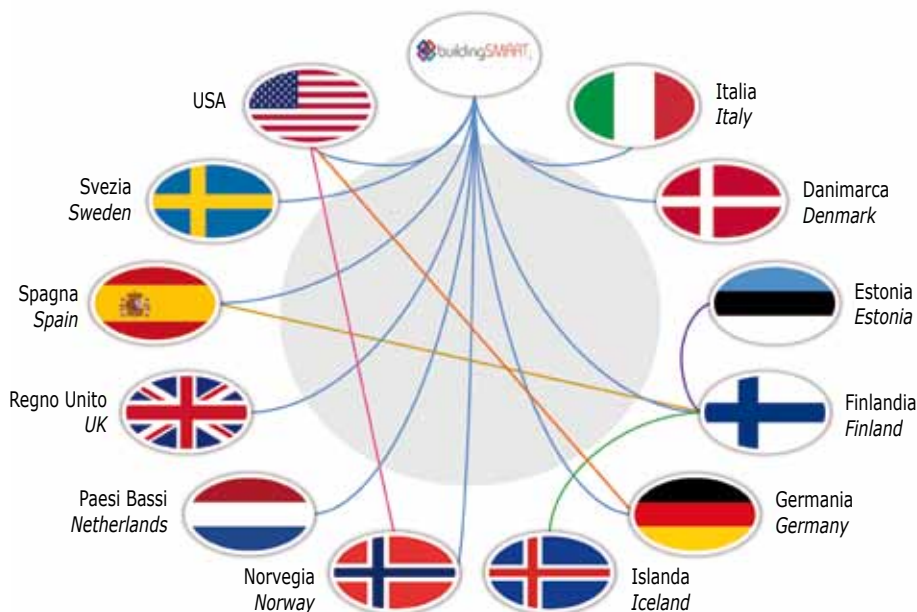 buildingSMART
USA
Italia
Italy
Svezia
Sweden
Danimarca
Denmark
Spagna
Spain
Estonia
Estonia
Regno Unito
UK
Finlandia
Finland
Paesi Bassi
Netherlands
Germania
Germany
Norvegia
Norway
Islanda
Iceland